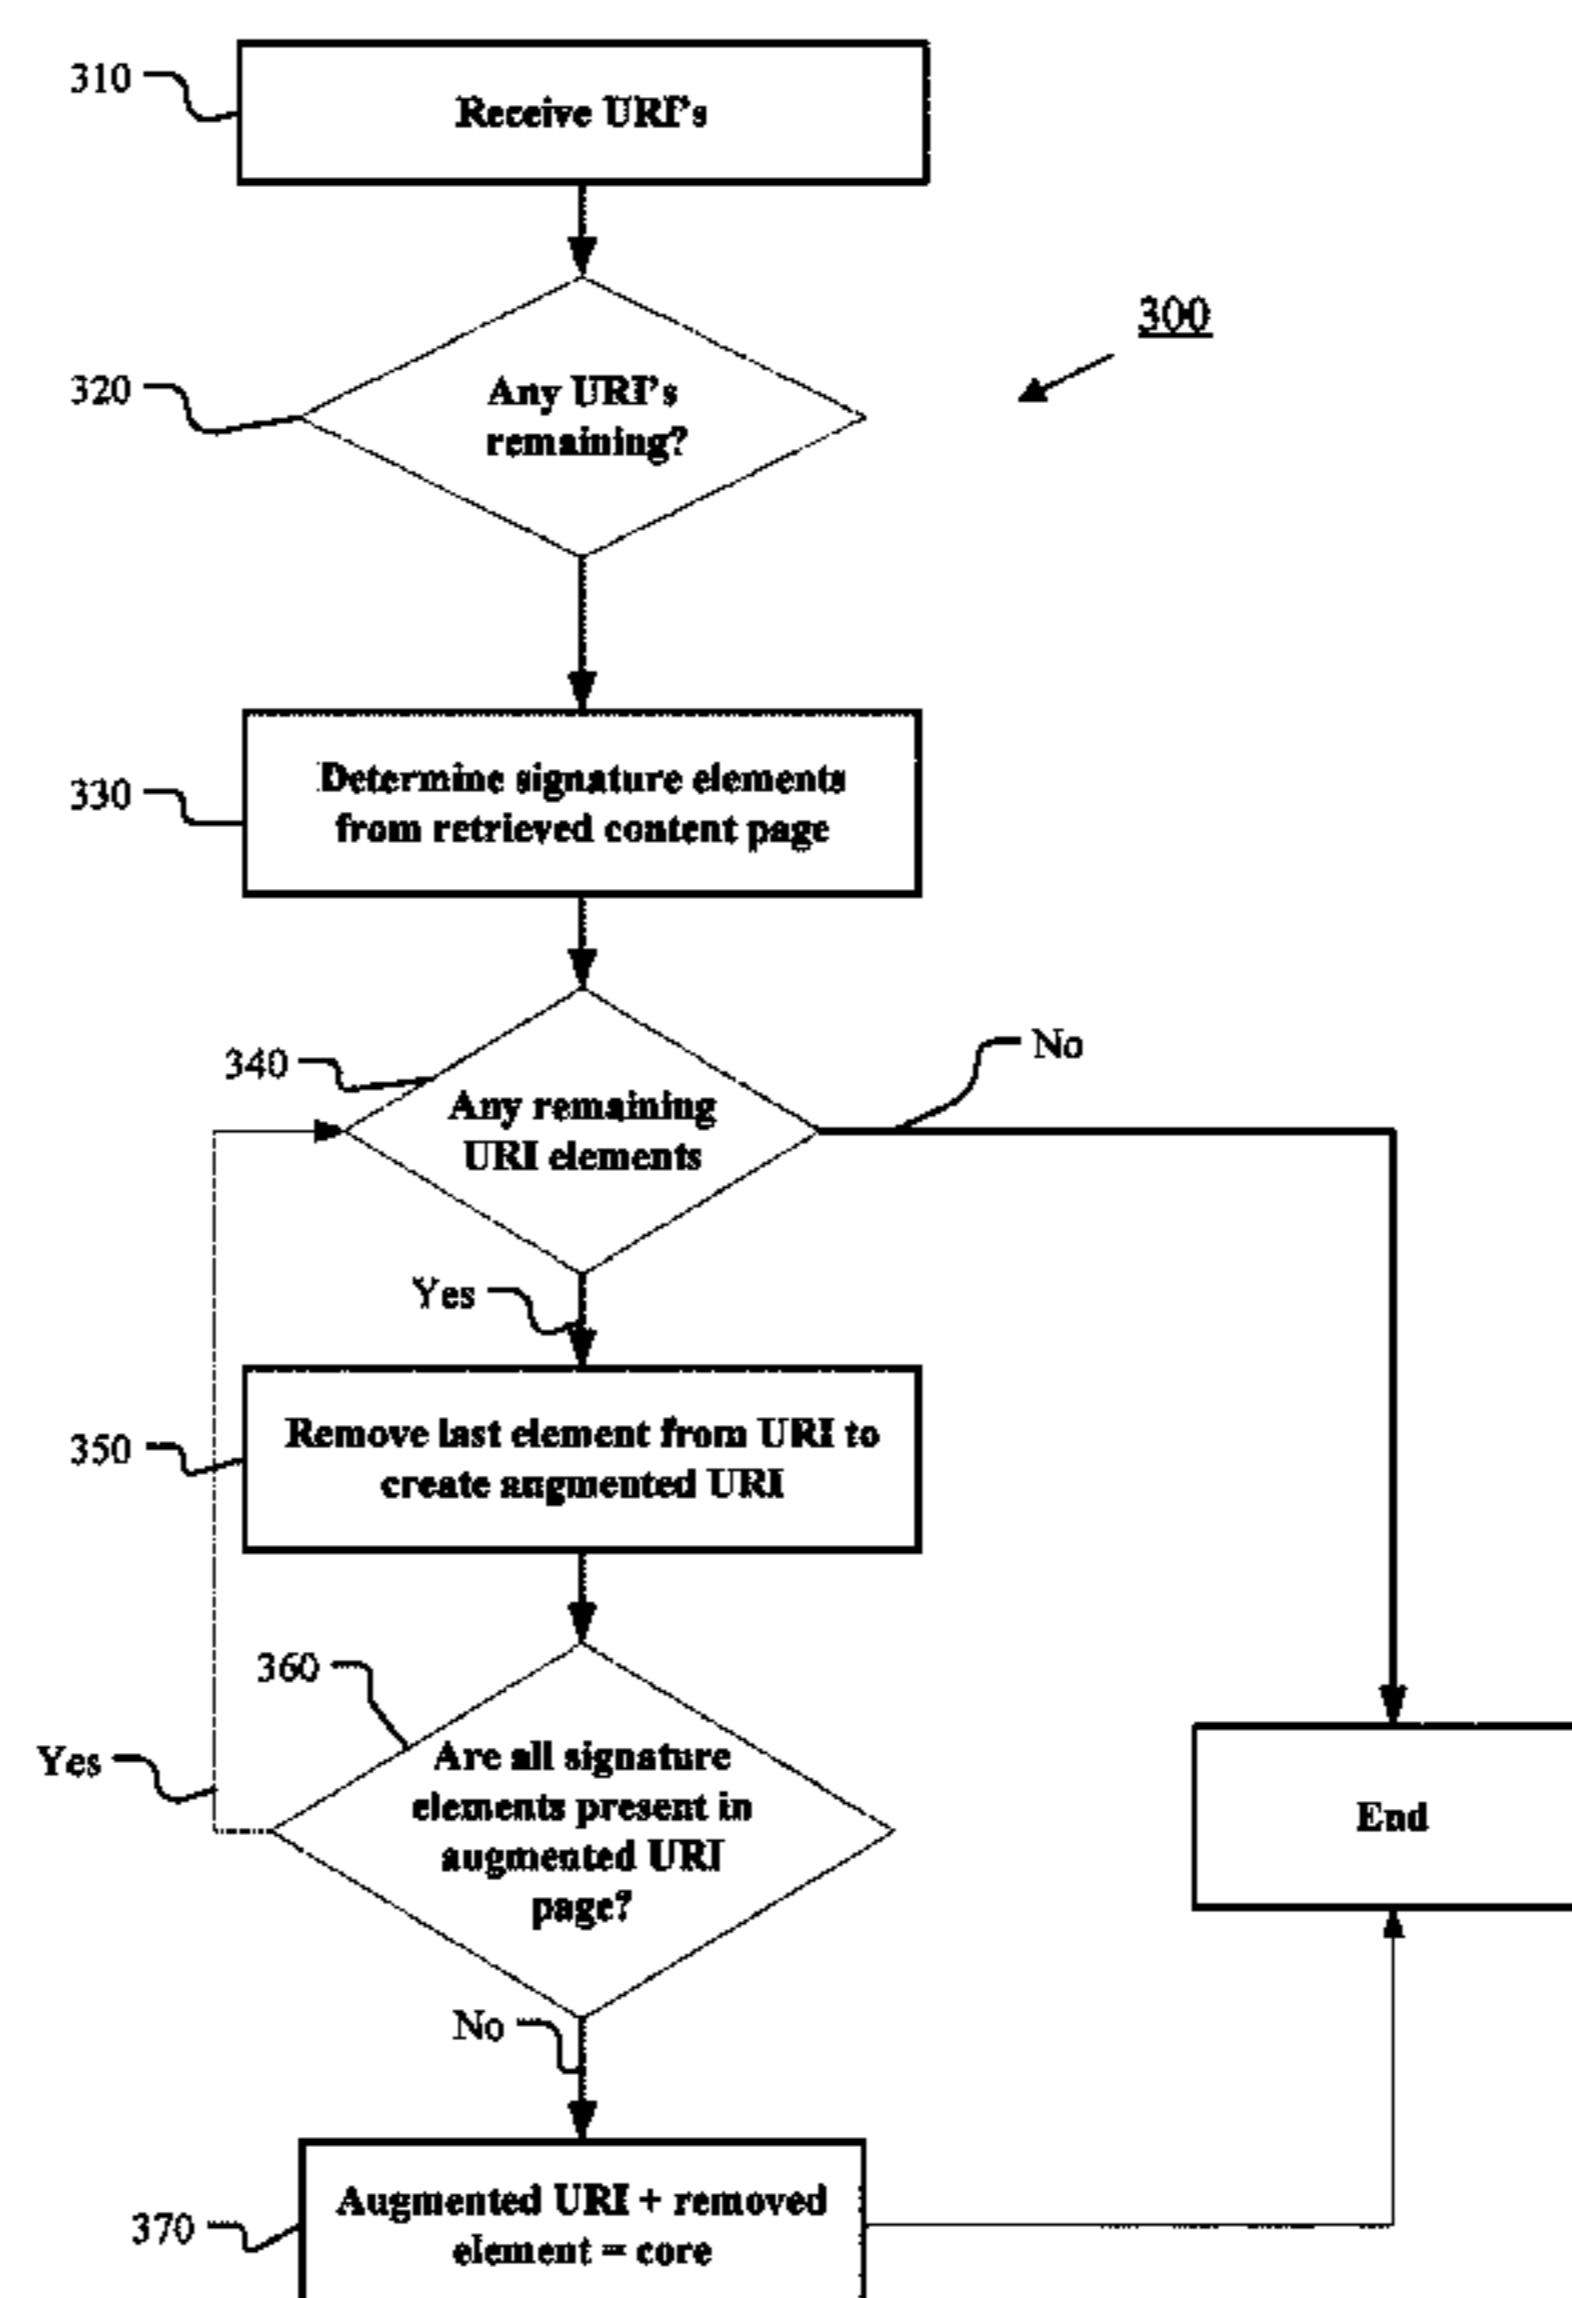 310
Receive URI's
300
320
Any URI's
remaining?
330
Determine signature elements
from retrieved content page
340
No
Any remaining
URI elements
Yes
350
Remove last element from URI to
create augmented URI
360
Yes
Are all signature
elements present in
augmented URI
page?
End
No
370
Augmented URI + removed
element = core